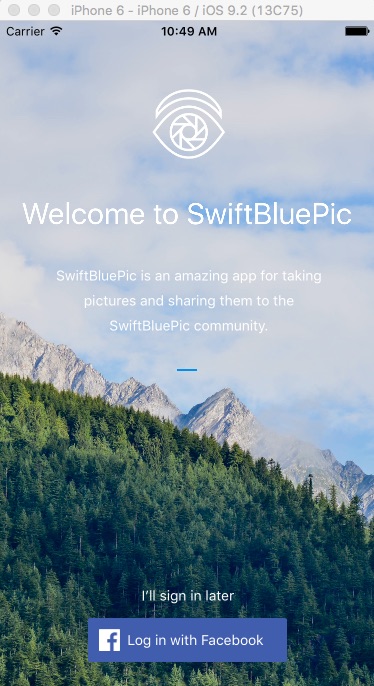 iPhone 6 - iPhone 6 / iOS 9.2 (13C75)
Carrier 10:49 AM
Welcome to SwiftBluePic
SwiftBluePic is an amazing app for taking
pictures and sharing them to the
SwiftBluePic community.
I'll sign in later
f Log in with Facebook